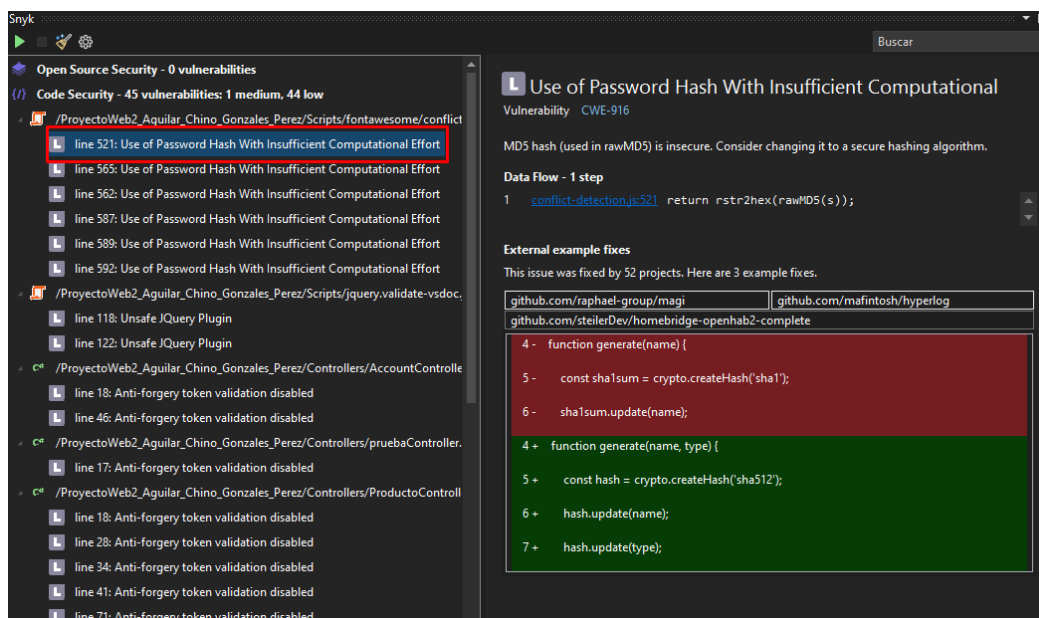 Snyk
Buscar
Open Source Security - 0 vulnerabilities
Code Security - 45 vulnerabilities: 1 medium, 44 low
/ProyectoWeb2_Aguilar_Chino_Gonzales_Perez/Scripts/fontawesome/conflict
L line 521: Use of Password Hash With Insufficient Computational Effort
L line 565: Use of Password Hash With Insufficient Computational Effort
L line 562: Use of Password Hash With Insufficient Computational Effort
L line 587: Use of Password Hash With Insufficient Computational Effort
L line 589: Use of Password Hash With Insufficient Computational Effort
L line 592: Use of Password Hash With Insufficient Computational Effort
/ProyectoWeb2_Aguilar_Chino_Gonzales_Perez/Scripts/jquery.validate-vsdoc.
L line 118: Unsafe JQuery Plugin
L line 122: Unsafe JQuery Plugin
C# /ProyectoWeb2_Aguilar_Chino_Gonzales_Perez/Controllers/AccountControlle
L line 18: Anti-forgery token validation disabled
L line 46: Anti-forgery token validation disabled
C# /ProyectoWeb2_Aguilar_Chino_Gonzales_Perez/Controllers/pruebaController.
L line 17: Anti-forgery token validation disabled
C# /ProyectoWeb2_Aguilar_Chino_Gonzales_Perez/Controllers/ProductoControll
L line 18: Anti-forgery token validation disabled
L line 28: Anti-forgery token validation disabled
L line 34: Anti-forgery token validation disabled
L line 41: Anti-forgery token validation disabled
L line 71: Anti-forgery token validation disabled
L Use of Password Hash With Insufficient Computational
Vulnerability CWE-916
MD5 hash (used in rawMD5) is insecure. Consider changing it to a secure hashing algorithm.
Data Flow - 1 step
1 conflict-detection.js:521 return rstr2hex(rawMD5(s));
External example fixes
This issue was fixed by 52 projects. Here are 3 example fixes.
github.com/raphael-group/magi github.com/mafintosh/hyperlog
github.com/steilerDev/homebridge-openhab2-complete
4 - function generate(name) {
5 - const sha1sum = crypto.createHash('sha1');
6 - sha1sum.update(name);
4 + function generate(name, type) {
5 + const hash = crypto.createHash('sha512');
6 + hash.update(name);
7 + hash.update(type);